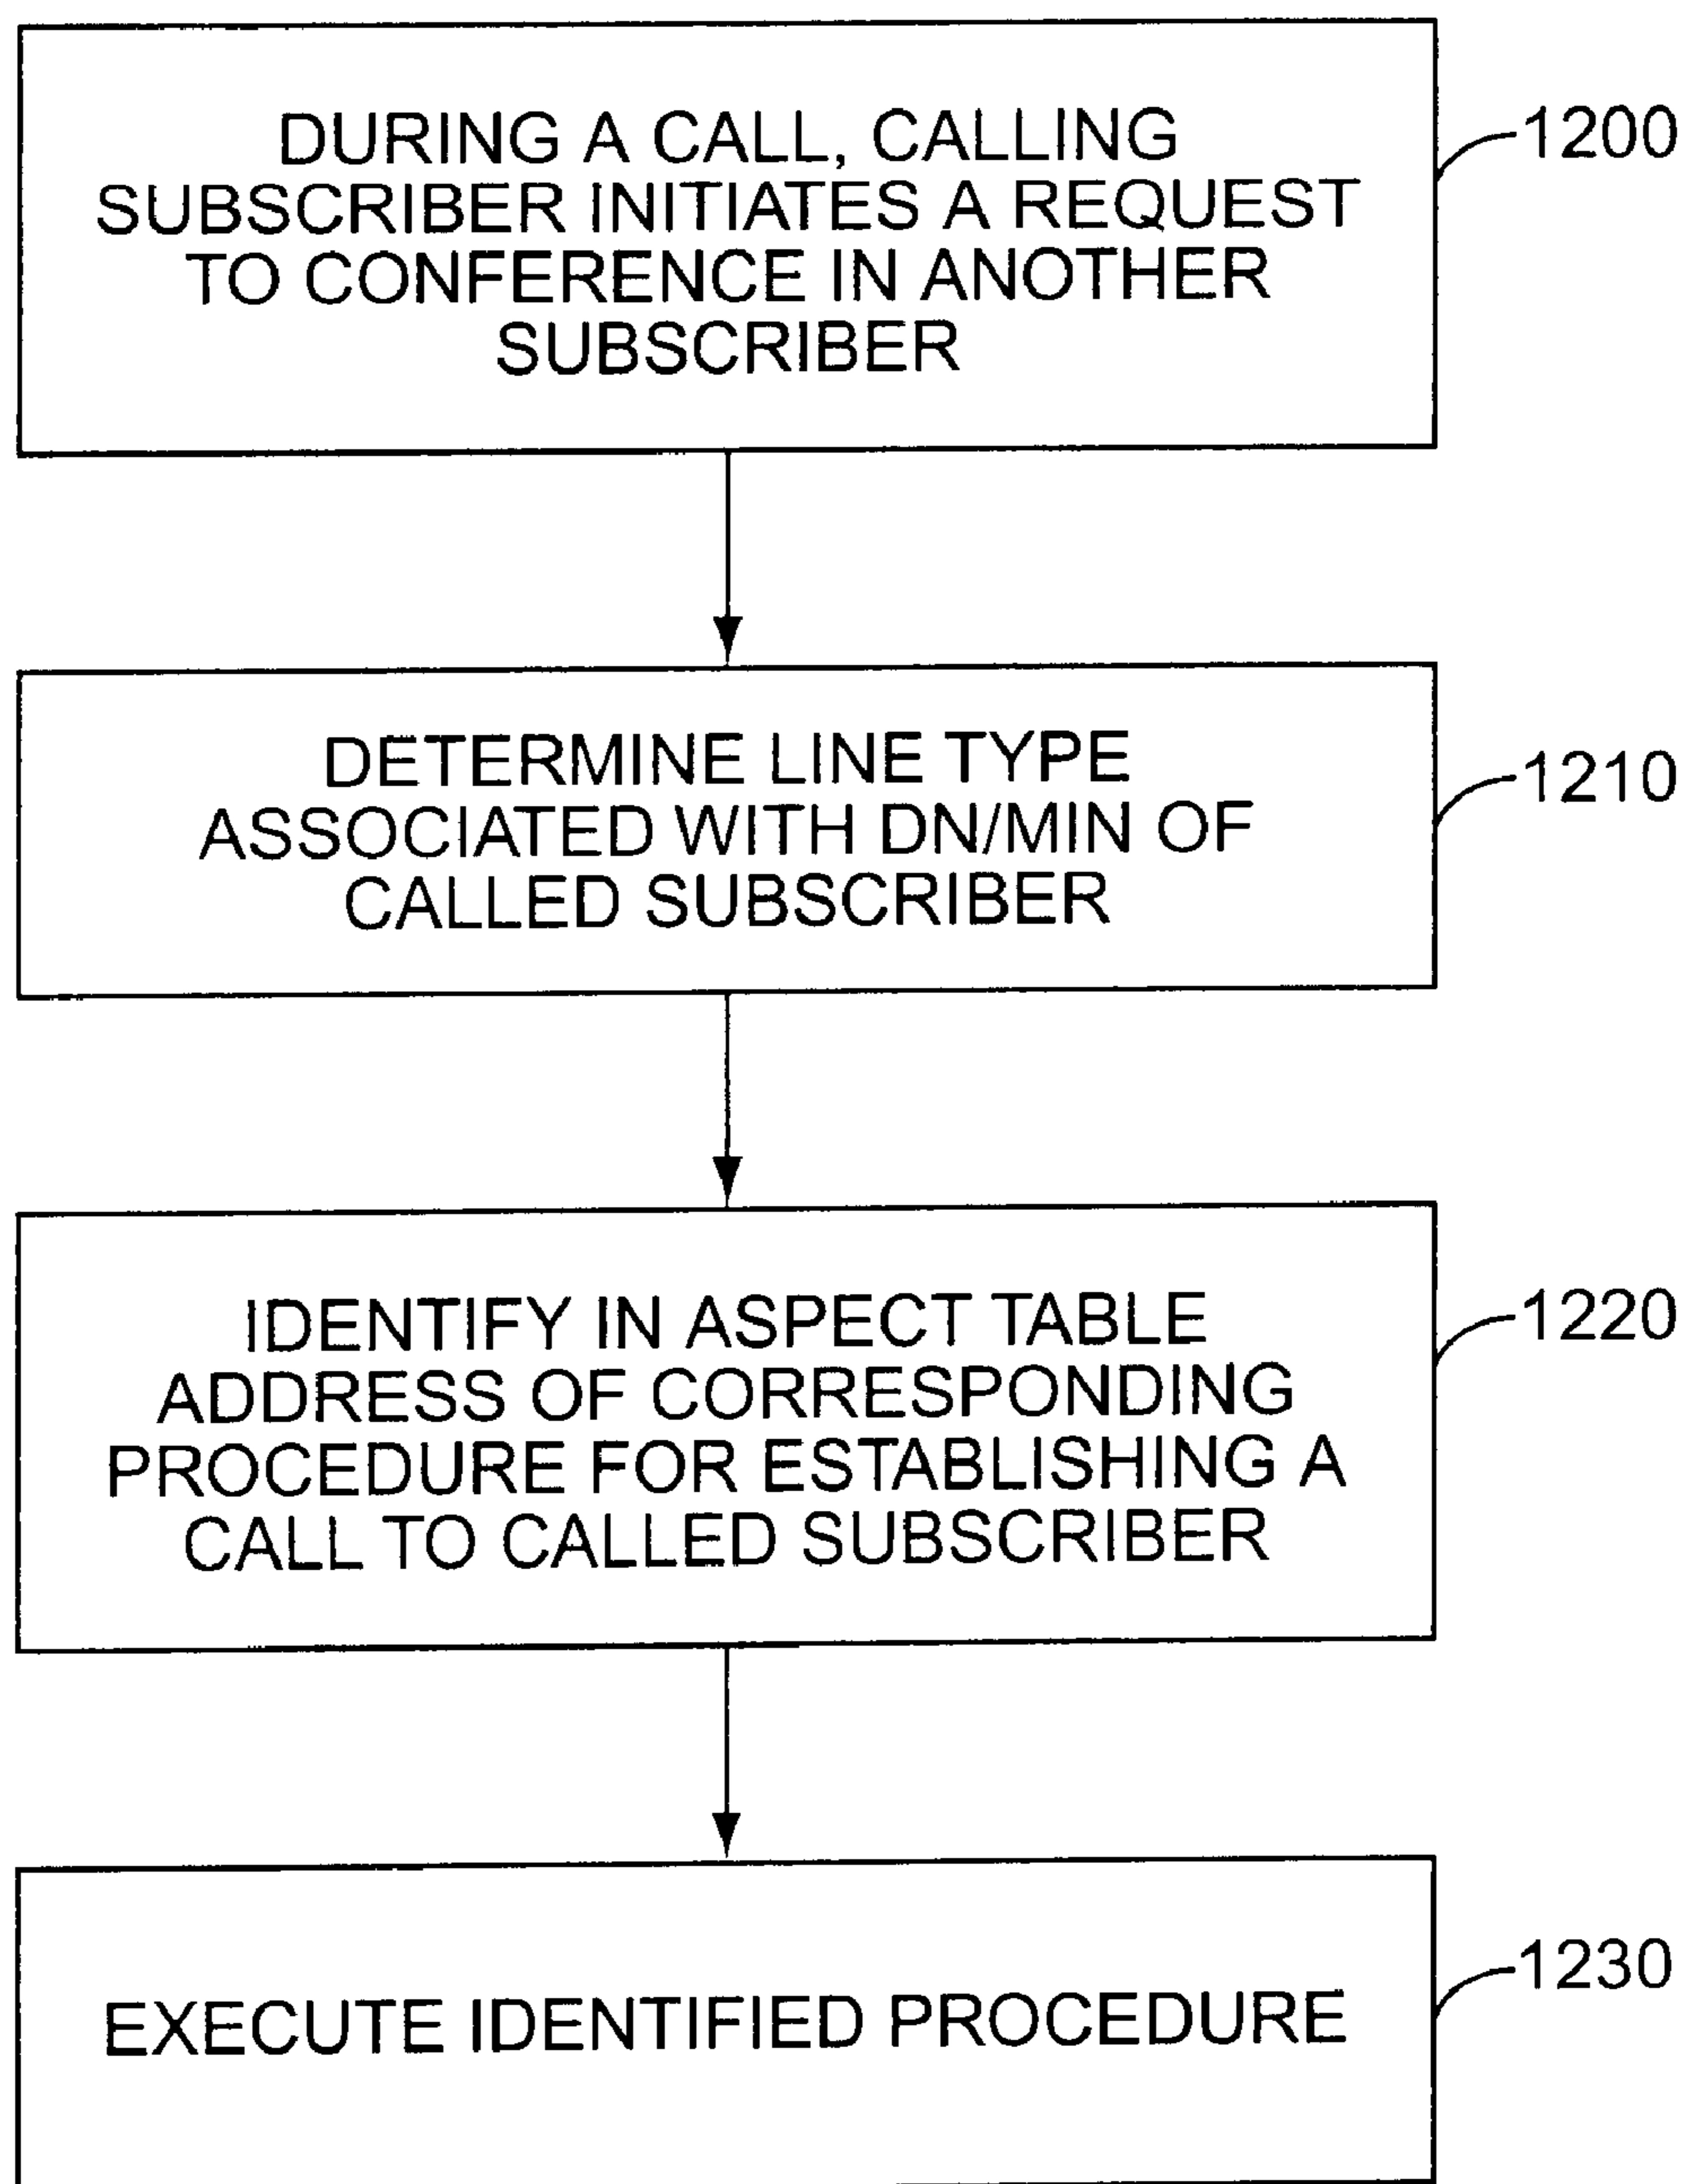 DURING A CALL, CALLING
SUBSCRIBER INITIATES A REQUEST
TO CONFERENCE IN ANOTHER
SUBSCRIBER
1200
DETERMINE LINE TYPE
ASSOCIATED WITH DN/MIN OF
CALLED SUBSCRIBER
1210
IDENTIFY IN ASPECT TABLE
ADDRESS OF CORRESPONDING
PROCEDURE FOR ESTABLISHING A
CALL TO CALLED SUBSCRIBER
1220
EXECUTE IDENTIFIED PROCEDURE
1230